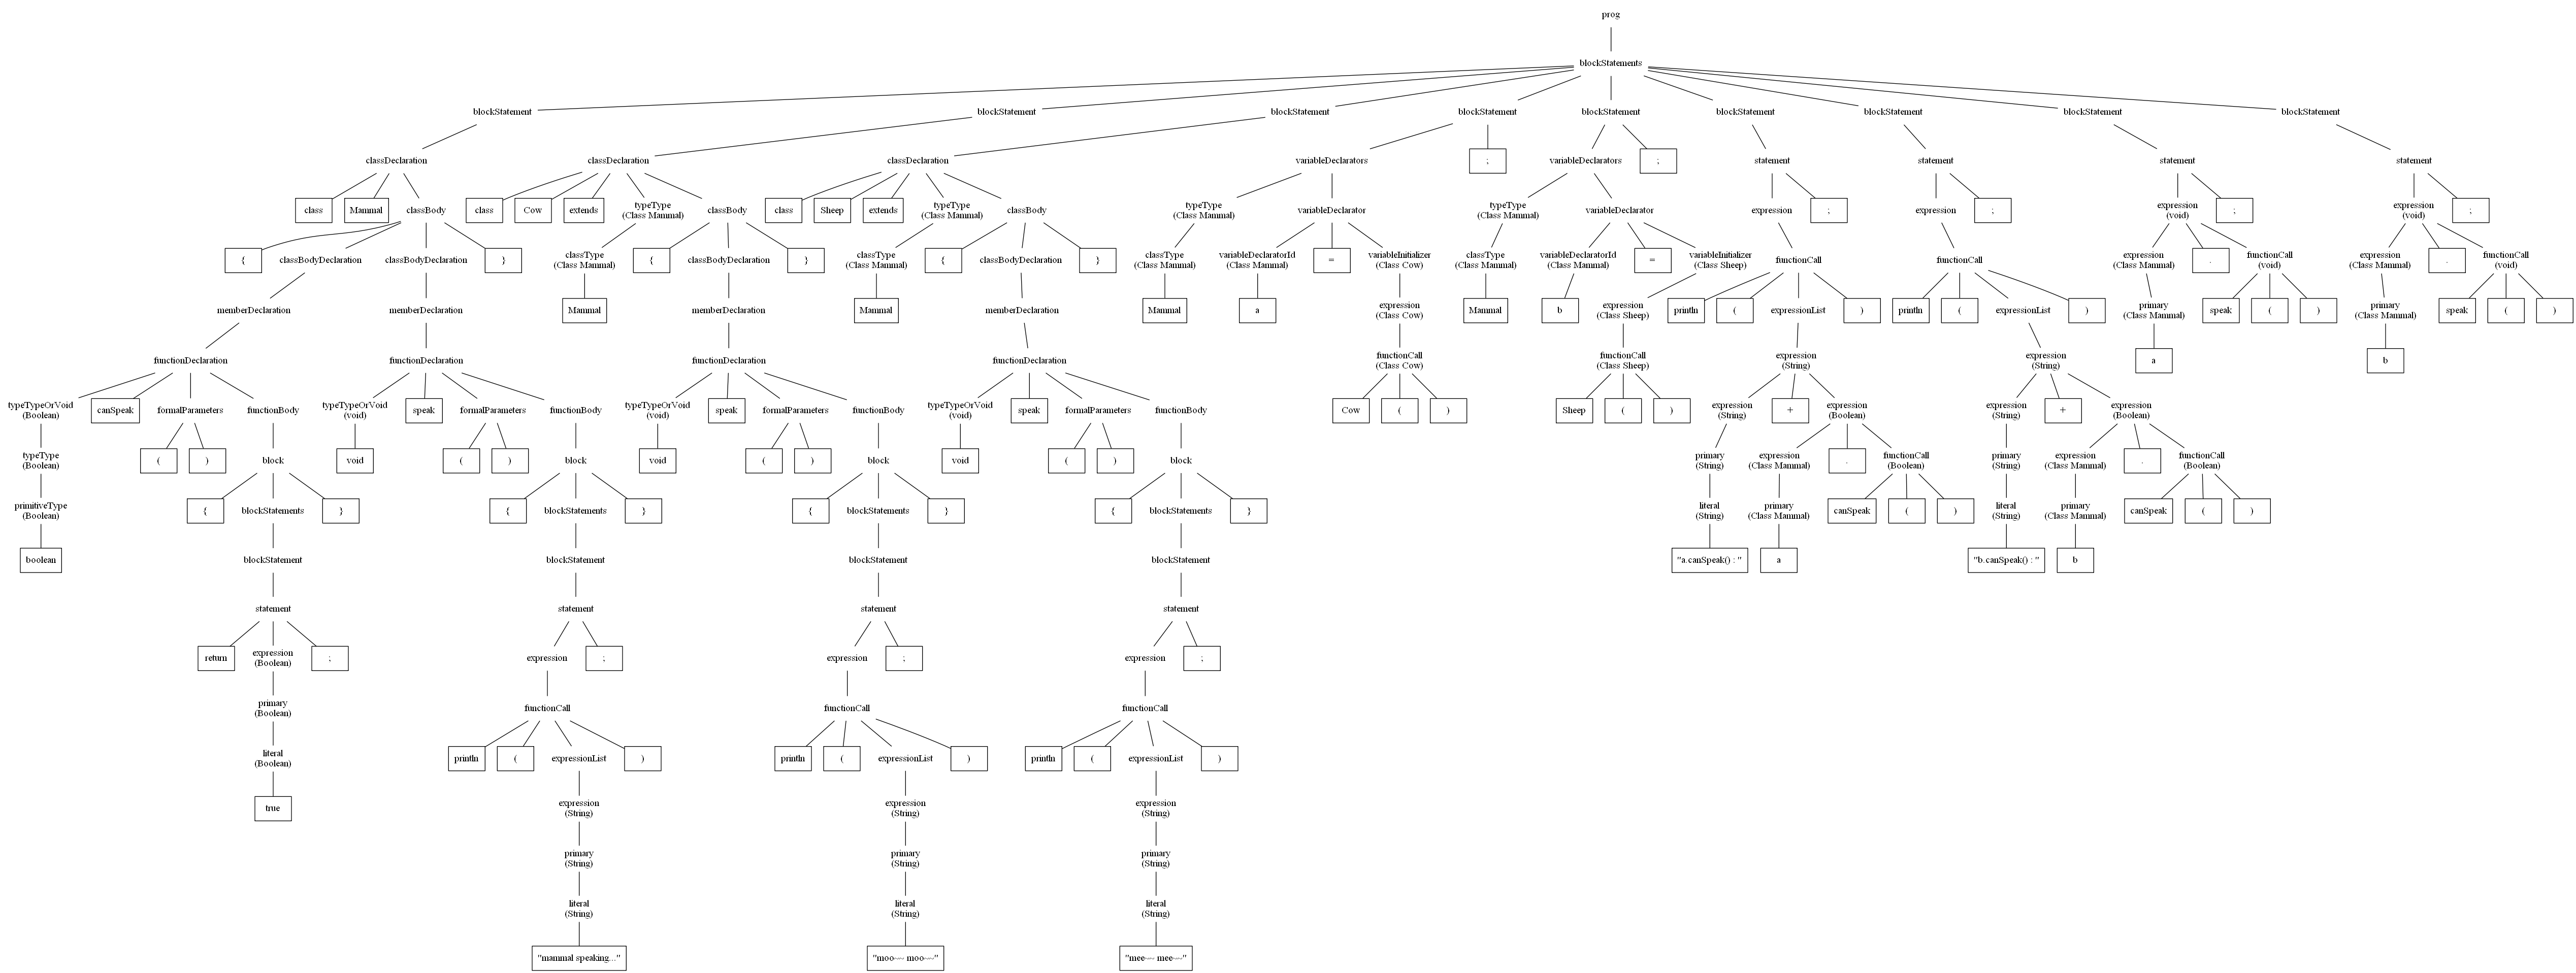 prog
blockStatements
blockStatement blockStatement blockStatement blockStatement blockStatement blockStatement blockStatement blockStatement blockStatement
classDeclaration classDeclaration classDeclaration variableDeclarators ; variableDeclarators ; statement statement statement statement
class Mammal classBody class Cow extends typeType (Class Mammal) classBody class Sheep extends typeType (Class Mammal) classBody typeType (Class Mammal) variableDeclarator typeType (Class Mammal) variableDeclarator expression ; expression ; expression (void) ; expression (void) ;
{ classBodyDeclaration classBodyDeclaration } classType (Class Mammal) { classBodyDeclaration } classType (Class Mammal) { classBodyDeclaration } classType (Class Mammal) variableDeclaratorId (Class Mammal) = variableInitializer (Class Cow) classType (Class Mammal) variableDeclaratorId (Class Mammal) = variableInitializer (Class Sheep) functionCall functionCall expression (Class Mammal) . functionCall (void) expression (Class Mammal) . functionCall (void)
memberDeclaration memberDeclaration Mammal memberDeclaration Mammal memberDeclaration Mammal a expression (Class Cow) Mammal b expression (Class Sheep) println ( expressionList ) println ( expressionList ) primary (Class Mammal) speak ( ) primary (Class Mammal) speak ( )
functionDeclaration functionDeclaration functionDeclaration functionDeclaration functionCall (Class Cow) functionCall (Class Sheep) expression (String) expression (String) a b
typeTypeOrVoid (Boolean) canSpeak formalParameters functionBody typeTypeOrVoid (void) speak formalParameters functionBody typeTypeOrVoid (void) speak formalParameters functionBody typeTypeOrVoid (void) speak formalParameters functionBody Cow ( ) Sheep ( ) expression (String) + expression (Boolean) expression (String) + expression (Boolean)
typeType (Boolean) ( ) block void ( ) block void ( ) block void ( ) block primary (String) expression (Class Mammal) . functionCall (Boolean) primary (String) expression (Class Mammal) . functionCall (Boolean)
primitiveType (Boolean) { blockStatements } { blockStatements } { blockStatements } { blockStatements } literal (String) primary (Class Mammal) canSpeak ( ) literal (String) primary (Class Mammal) canSpeak ( )
boolean blockStatement blockStatement blockStatement blockStatement "a.canSpeak() : " a "b.canSpeak() : " b
statement statement statement statement
return expression (Boolean) ; expression ; expression ; expression ;
primary (Boolean) functionCall functionCall functionCall
literal (Boolean) println ( expressionList ) println ( expressionList ) println ( expressionList )
true expression (String) expression (String) expression (String)
primary (String) primary (String) primary (String)
literal (String) literal (String) literal (String)
"mammal speaking..." "moo~~ moo~~" "mee~~ mee~~"